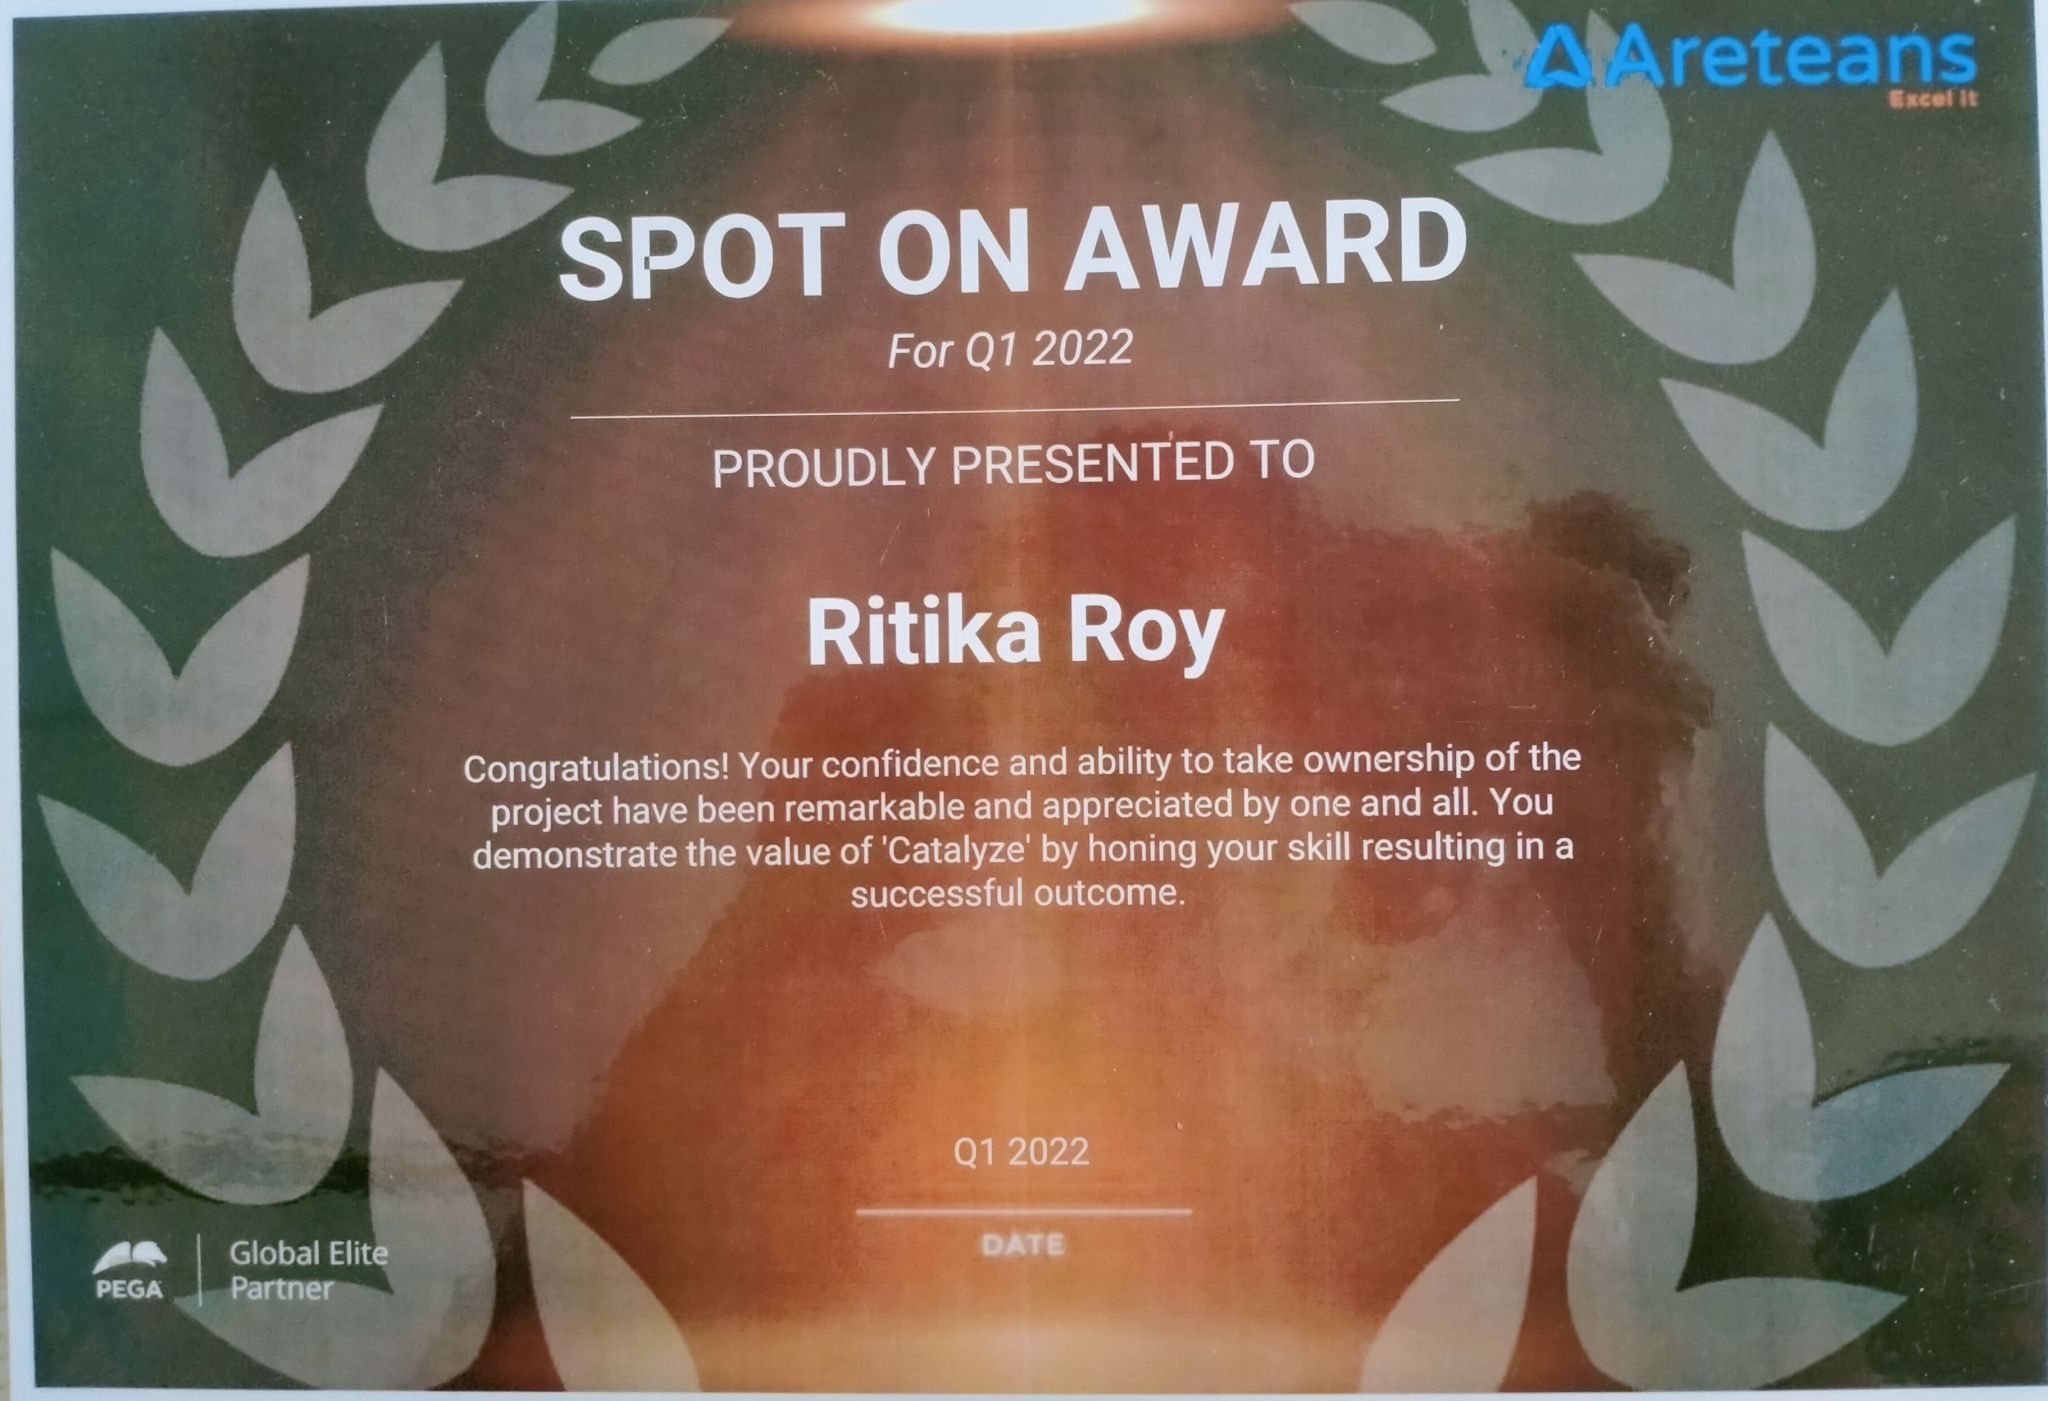 Areteans
Excel it
SPOT ON AWARD
For Q1 2022
PROUDLY PRESENTED TO
Ritika Roy
Congratulations! Your confidence and ability to take ownership of the
project have been remarkable and appreciated by one and all. You
demonstrate the value of 'Catalyze' by honing your skill resulting in a
successful outcome.
Q1 2022
DATE
PEGA
Global Elite
Partner